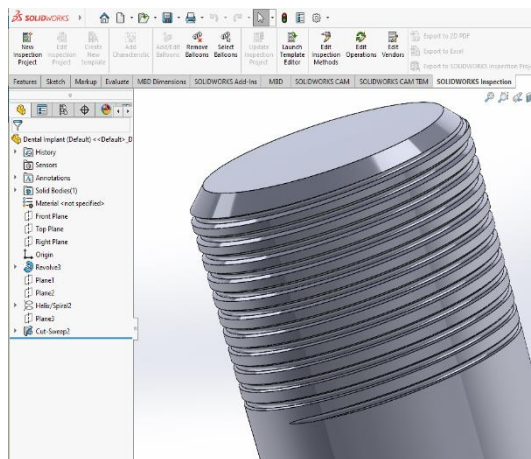 SOLIDWORKS
New Inspection Project
Edit Inspection Project
Create New template
Add Characteristic
Add/Edit Balloons
Remove Balloons
Select Balloons
Update Inspection Project
Launch Template Editor
Edit Inspection Methods
Edit Operations
Edit Vendors
Export to 2D PDF
Export to Excel
Export to SOLIDWORKS Inspection Proj
Features Sketch Markup Evaluate MBD Dimensions SOLIDWORKS Add-Ins MBD SOLIDWORKS CAM SOLIDWORKS CAM TBM SOLIDWORKS Inspection
Dental Implant (Default) <<Default>_D
History
Sensors
Annotations
Solid Bodies(1)
Material <not specified>
Front Plane
Top Plane
Right Plane
Origin
Revolve3
Plane1
Plane2
Helix/Spiral2
Plane3
Cut-Sweep2